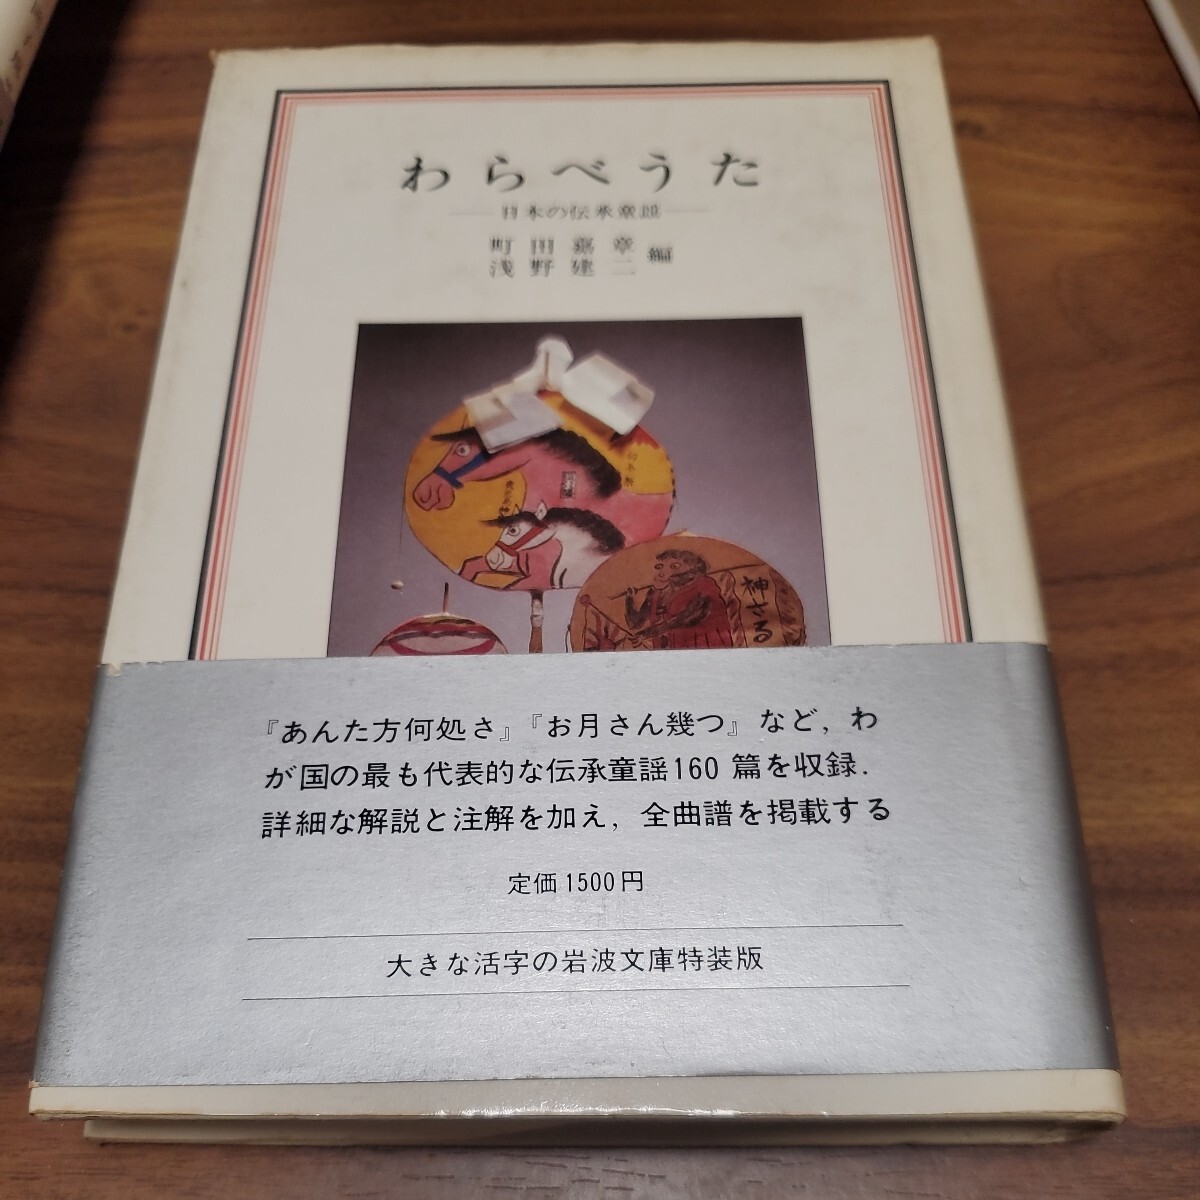 わらべうた
日本の伝承童謡
町田嘉章
浅野建二
編
神さる
『あんた方何処さ』『お月さん幾つ』など，わ
が国の最も代表的な伝承童謡160篇を収録．
詳細な解説と注解を加え，全曲譜を掲載する
定価1500円
大きな活字の岩波文庫特装版